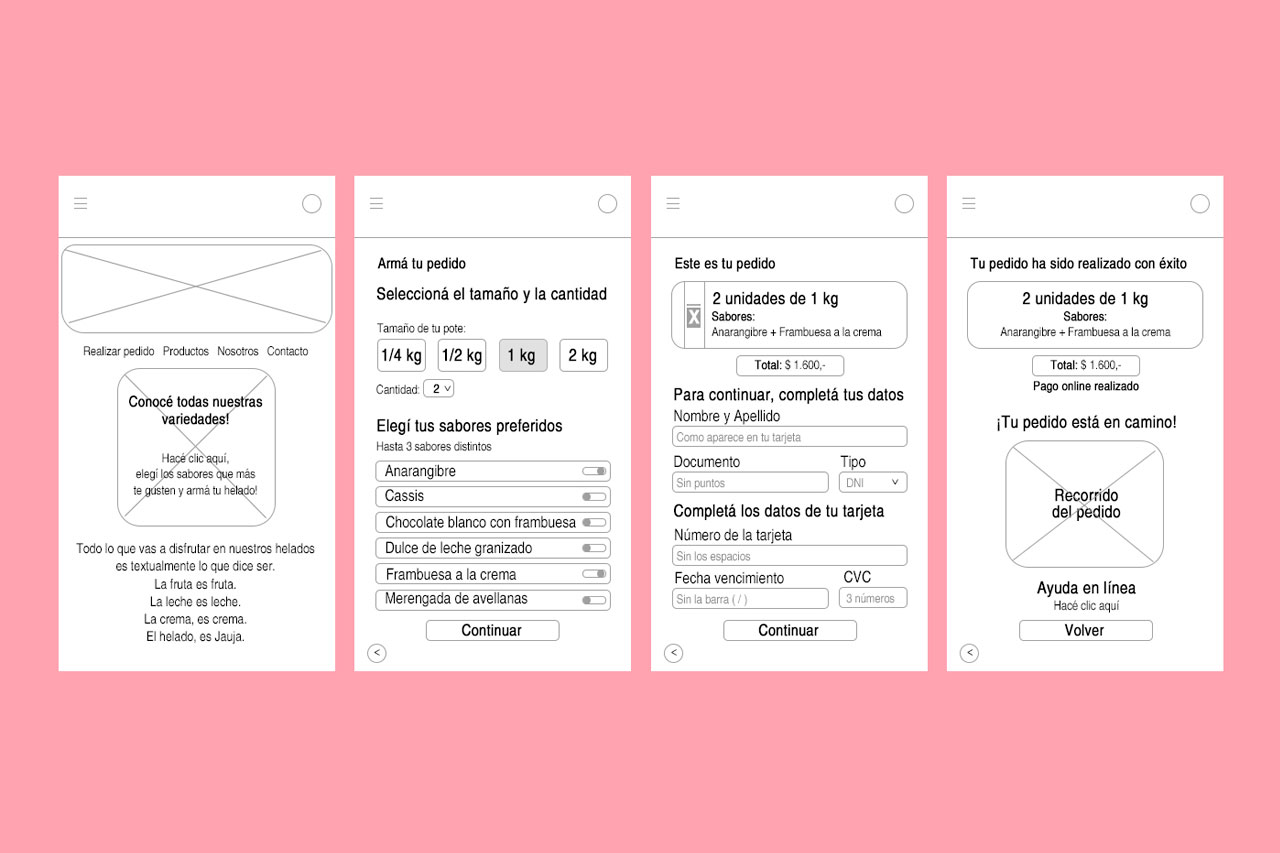 Realizar pedido Productos Nosotros Contacto
Conocé todas nuestras
variedades!
Hacé clic aquí,
elegí los sabores que más
te gusten y armá tu helado!
Todo lo que vas a disfrutar en nuestros helados
es textualmente lo que dice ser.
La fruta es fruta.
La leche es leche.
La crema, es crema.
El helado, es Jauja.
Armá tu pedido
Seleccioná el tamaño y la cantidad
Tamaño de tu pote:
1/4 kg 1/2 kg 1 kg 2 kg
Cantidad: 2
Elegí tus sabores preferidos
Hasta 3 sabores distintos
Anarangibre
Cassis
Chocolate blanco con frambuesa
Dulce de leche granizado
Frambuesa a la crema
Merengada de avellanas
Continuar
<
Este es tu pedido
X
2 unidades de 1 kg
Sabores:
Anarangibre + Frambuesa a la crema
Total: $ 1.600,-
Para continuar, completá tus datos
Nombre y Apellido
Como aparece en tu tarjeta
Documento Tipo
Sin puntos DNI
Completá los datos de tu tarjeta
Número de la tarjeta
Sin los espacios
Fecha vencimiento CVC
Sin la barra ( / ) 3 números
Continuar
<
Tu pedido ha sido realizado con éxito
2 unidades de 1 kg
Sabores:
Anarangibre + Frambuesa a la crema
Total: $ 1.600,-
Pago online realizado
¡Tu pedido está en camino!
Recorrido
del pedido
Ayuda en línea
Hacé clic aquí
Volver
<